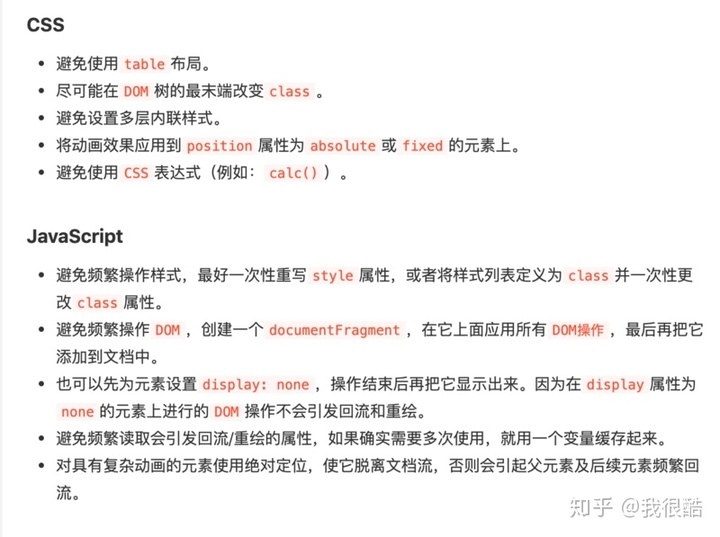 CSS
• 避免使用 table 布局。
• 尽可能在 DOM 树的最末端改变 class 。
• 避免设置多层内联样式。
• 将动画效果应用到 position 属性为 absolute 或 fixed 的元素上。
• 避免使用 CSS 表达式（例如： calc() ）。
JavaScript
• 避免频繁操作样式，最好一次性重写 style 属性，或者将样式列表定义为 class 并一次性更
改 class 属性。
• 避免频繁操作 DOM ，创建一个 documentFragment ，在它上面应用所有 DOM操作 ，最后再把它
添加到文档中。
• 也可以先为元素设置 display: none ，操作结束后再把它显示出来。因为在 display 属性为
none 的元素上进行的 DOM 操作不会引发回流和重绘。
• 避免频繁读取会引发回流/重绘的属性，如果确实需要多次使用，就用一个变量缓存起来。
• 对具有复杂动画的元素使用绝对定位，使它脱离文档流，否则会引起父元素及后续元素频繁回
流。
知乎 @我很酷